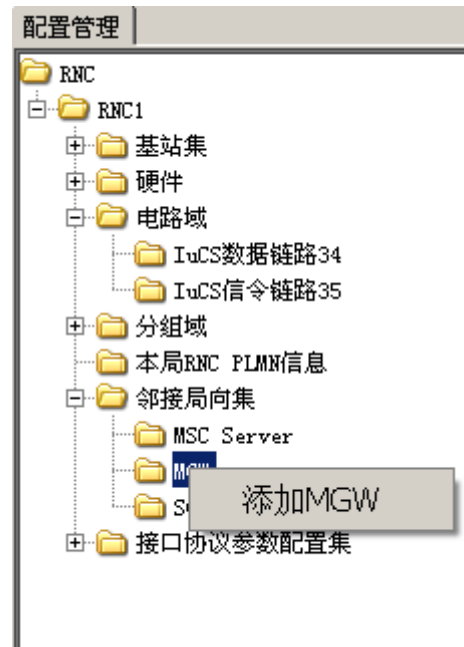 配置管理
RNC
RNC1
基站集
硬件
电路域
IuCS数据链路34
IuCS信令链路35
分组域
本局RNC PLMN信息
邻接局向集
MSC Server
MGW
添加MGW
接口协议参数配置集